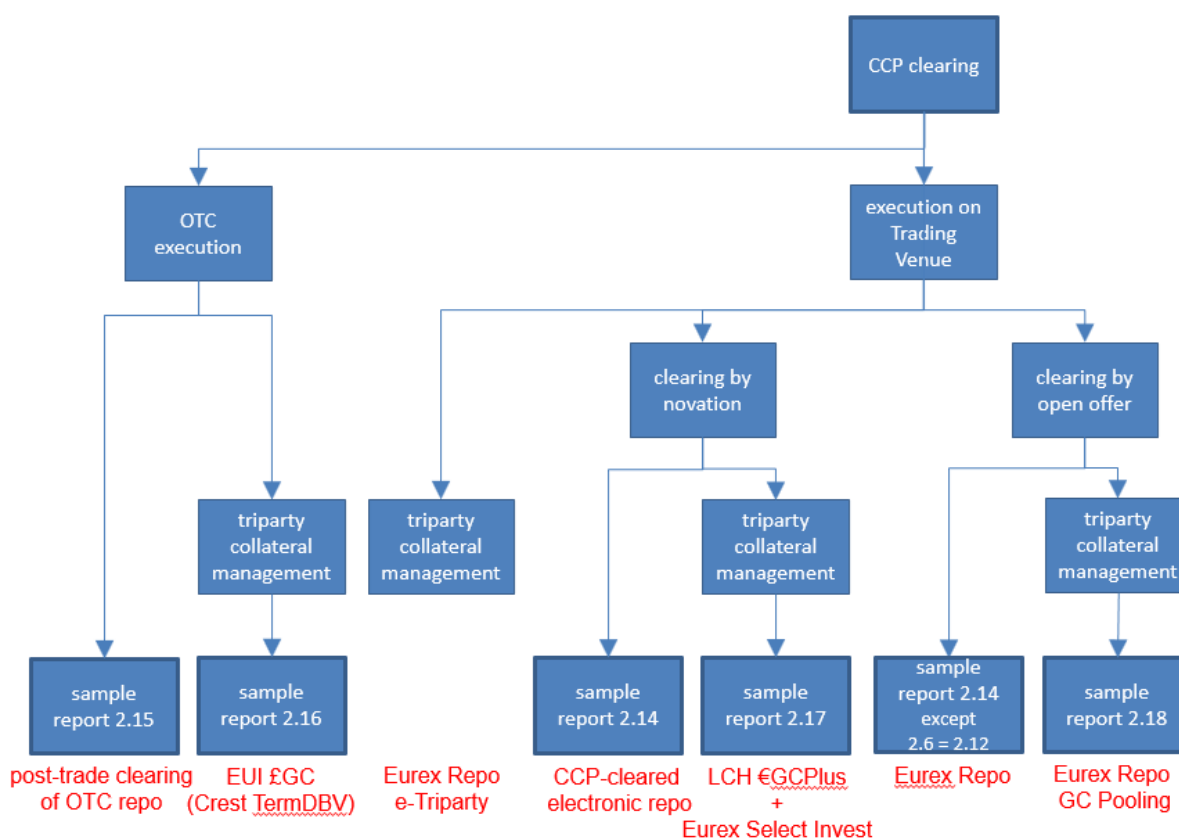 CCP clearing
OTC
execution
execution on
Trading
Venue
clearing by
novation
clearing by
open offer
triparty
collateral
management
triparty
collateral
management
triparty
collateral
management
triparty
collateral
management
sample
report 2.15
sample
report 2.16
sample
report 2.14
sample
report 2.17
sample
report 2.14
except
2.6 = 2.12
sample
report 2.18
post-trade clearing
of OTC repo
EUI £GC
(Crest TermDBV)
Eurex Repo
e-Triparty
CCP-cleared
electronic repo
LCH €GCPlus
+
Eurex Select Invest
Eurex Repo
Eurex Repo
GC Pooling